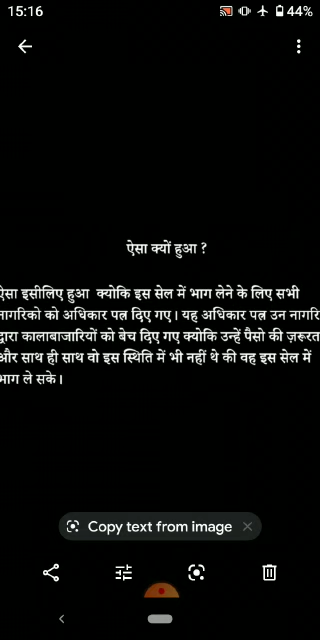 15:16
44%
ऐसा क्यों हुआ ?
ऐसा इसीलिए हुआ क्योकि इस सेल में भाग लेने के लिए सभी
नागरिको को अधिकार पत्र दिए गए। यह अधिकार पत्र उन नागरि
द्वारा कालाबाजारियों को बेच दिए गए क्योकि उन्हें पैसो की ज़रूरत
और साथ ही साथ वो इस स्थिति में भी नहीं थे की वह इस सेल में
भाग ले सके।
Copy text from image